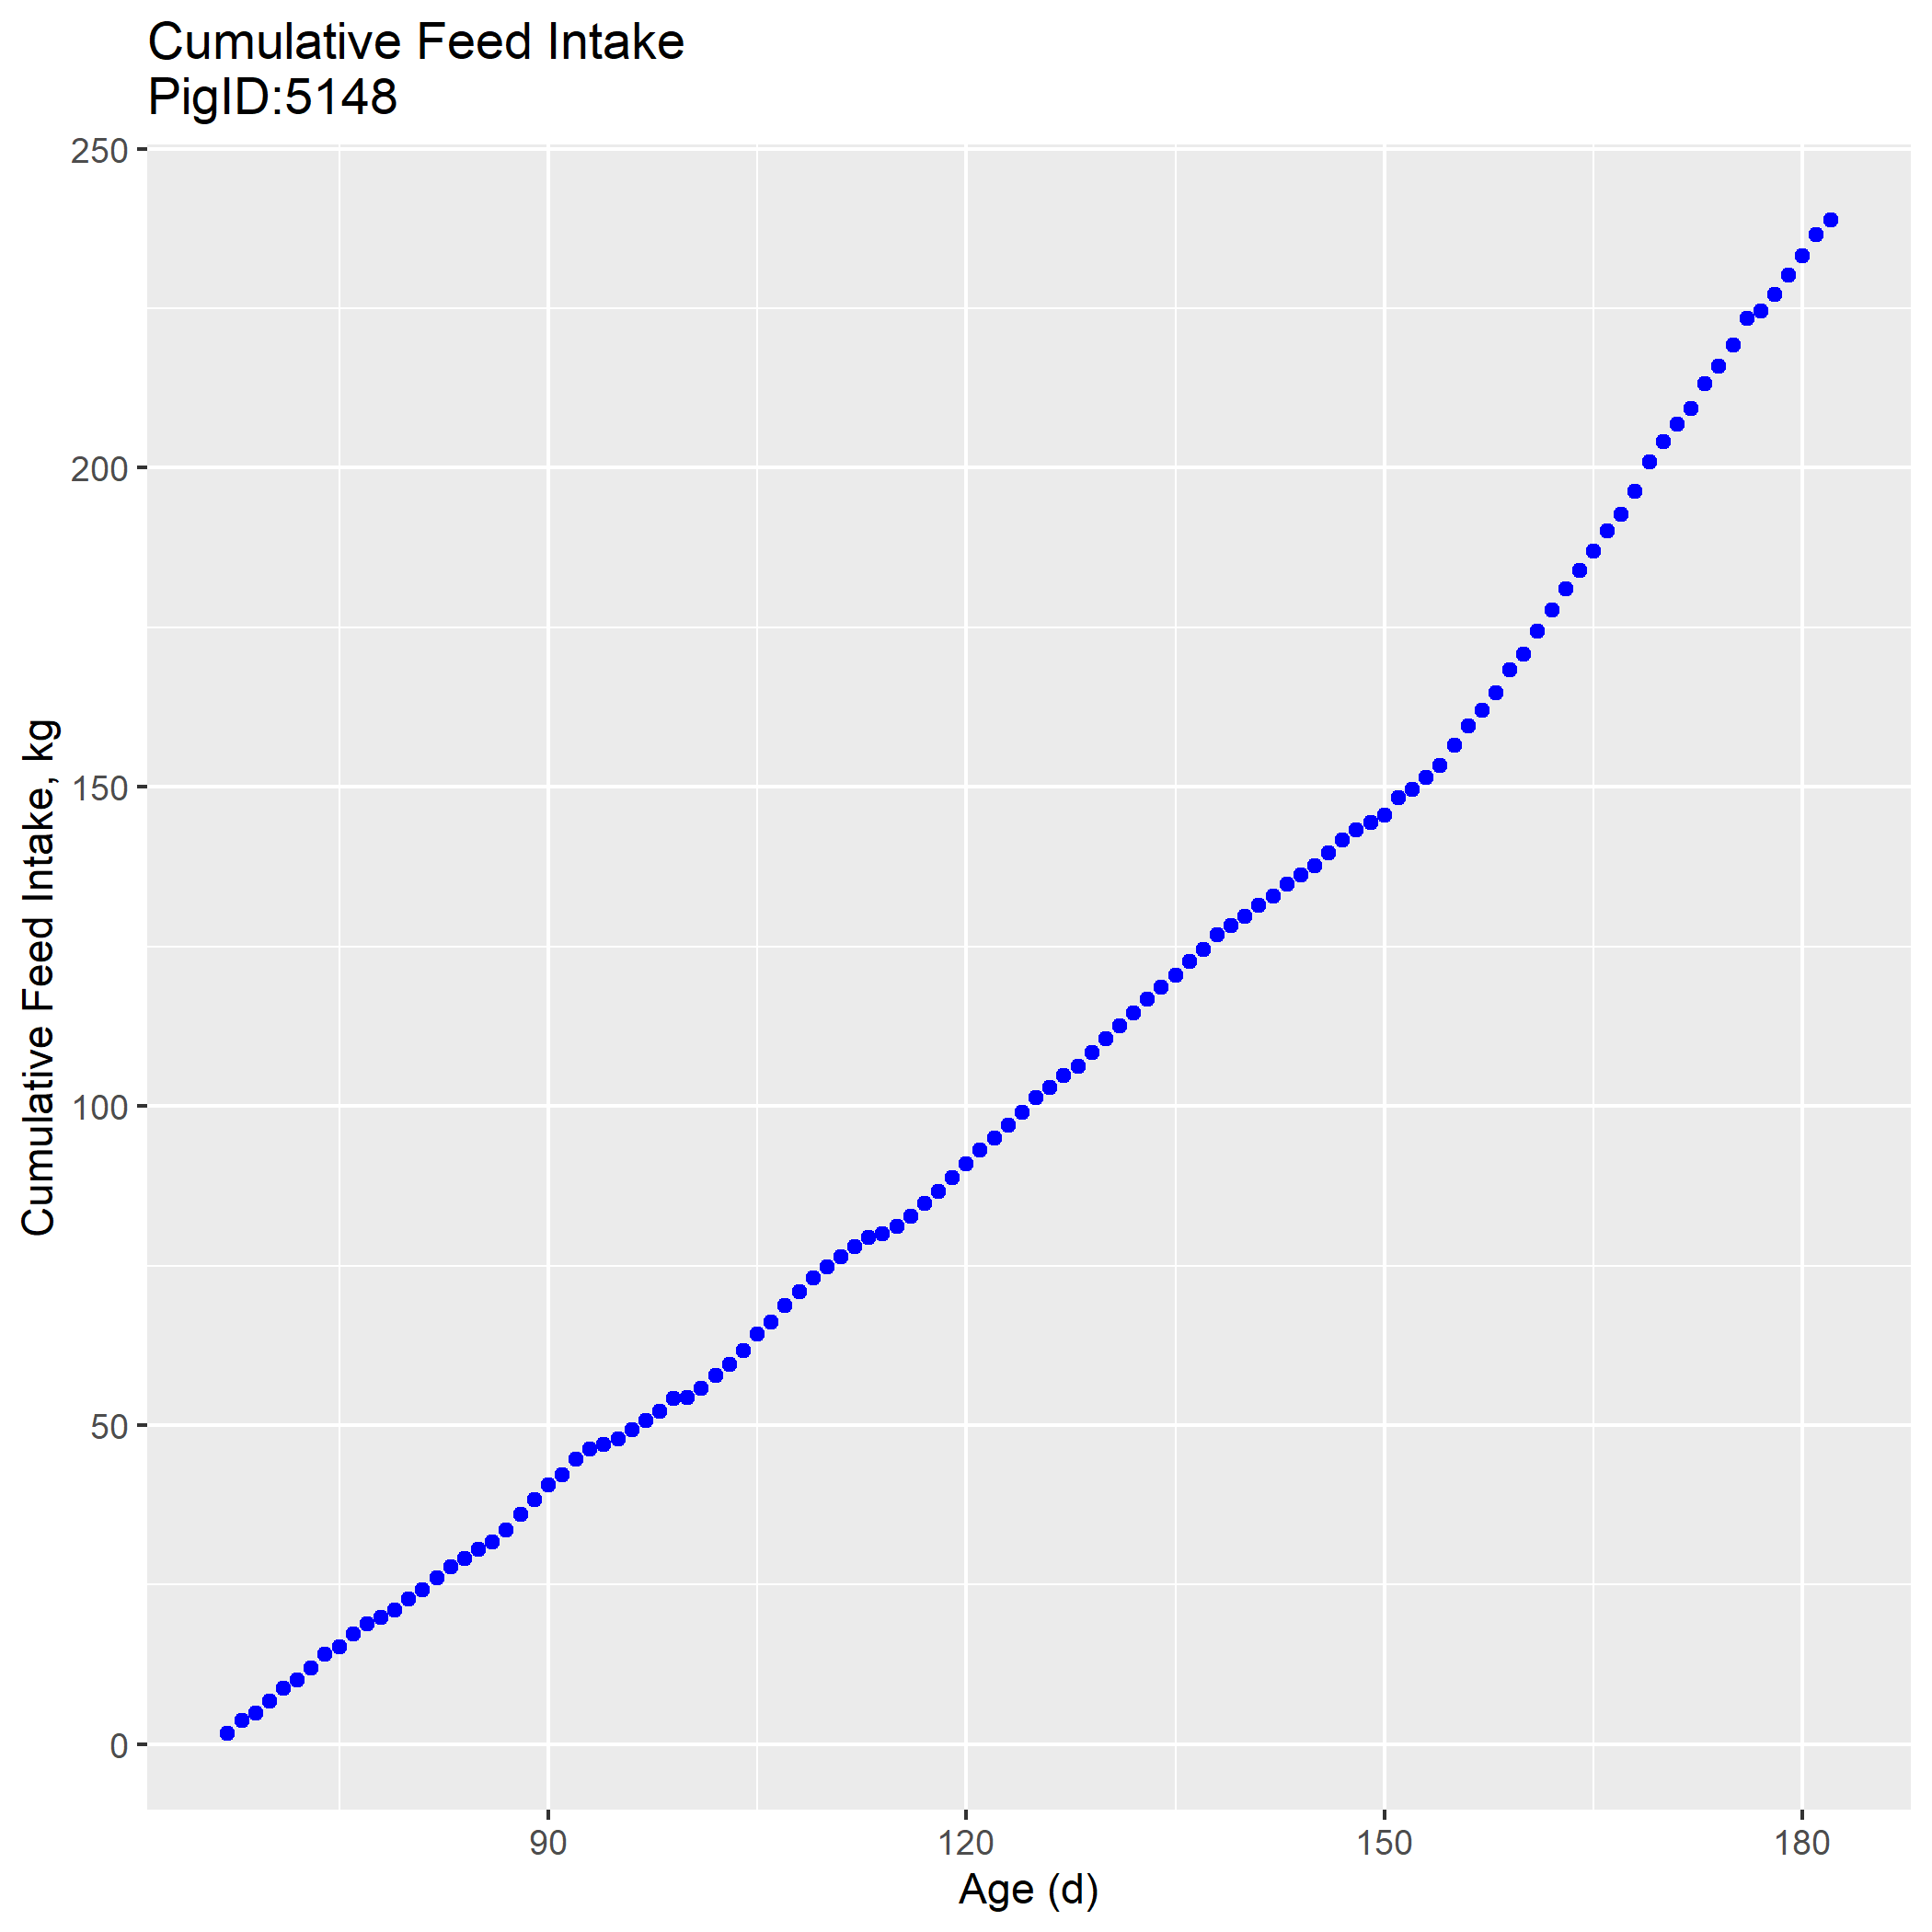 Cumulative Feed Intake
PigID:5148
250
200
150
100
50
0
Cumulative Feed Intake, kg
90 120 150 180
Age (d)